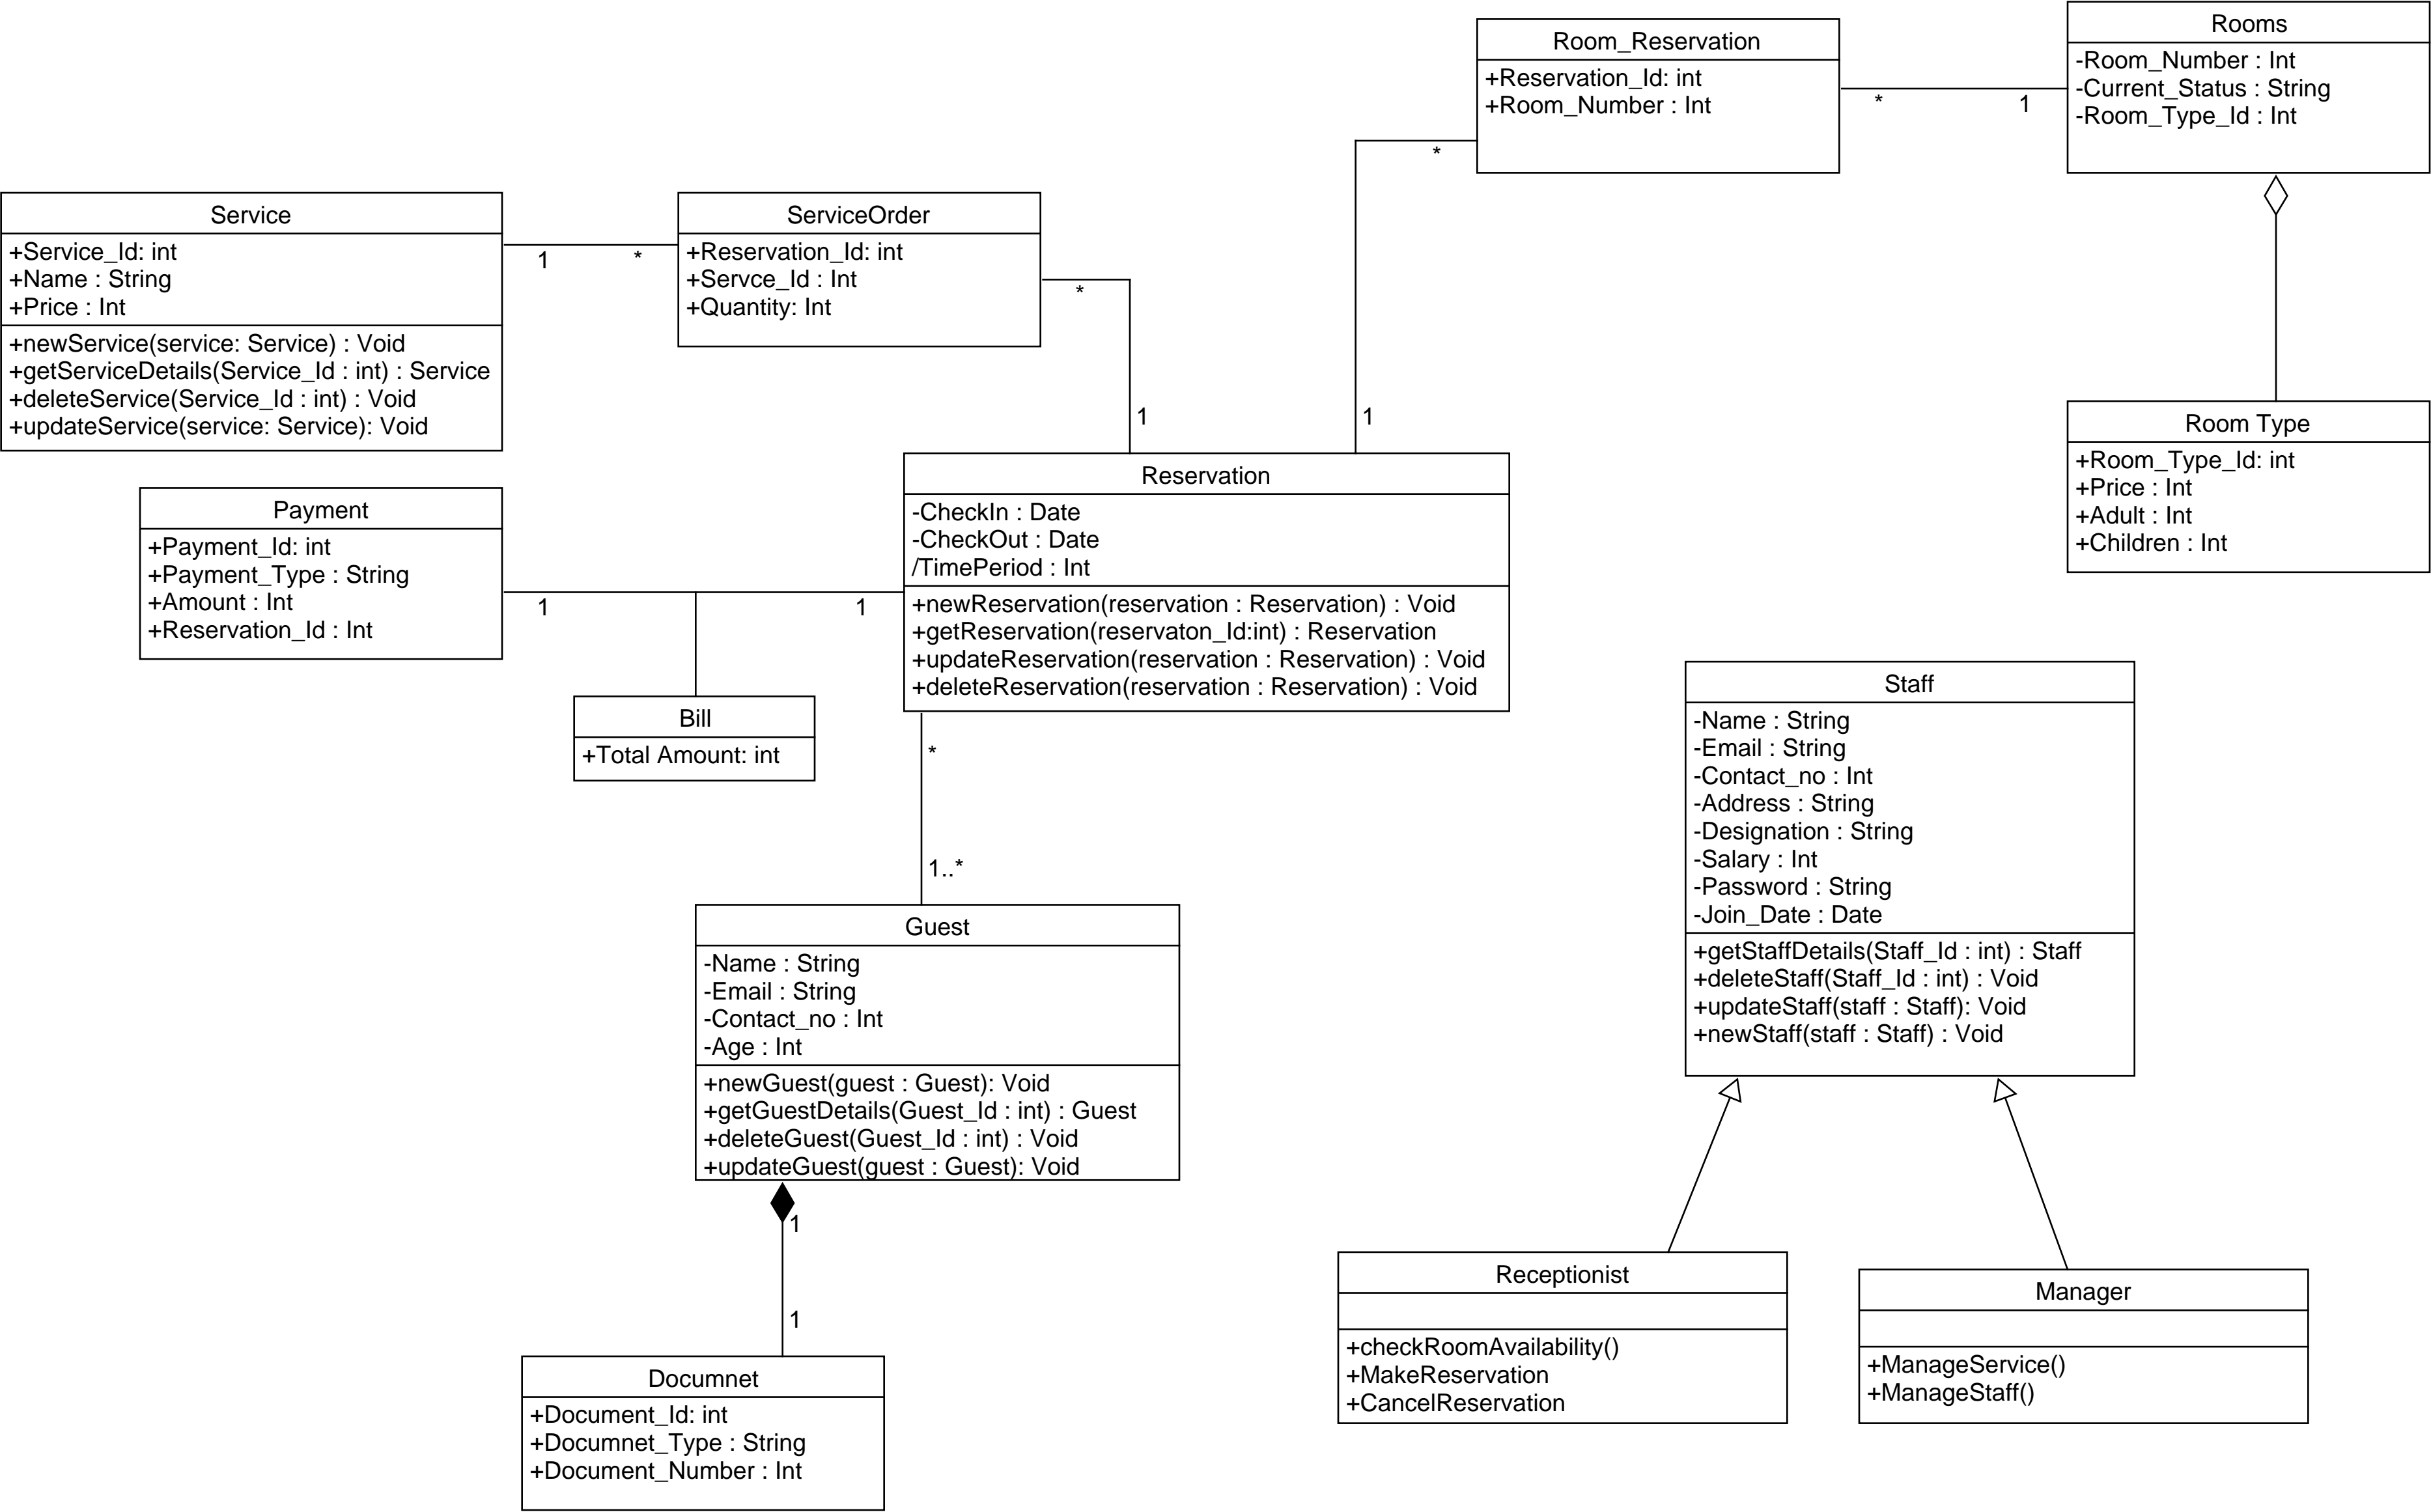 Room_Reservation
+Reservation_Id: int
+Room_Number : Int
*
1
*
1
Rooms
-Room_Number : Int
-Current_Status : String
-Room_Type_Id : Int
Room Type
+Room_Type_Id: int
+Price : Int
+Adult : Int
+Children : Int
Service
+Service_Id: int
+Name : String
+Price : Int
+newService(service: Service) : Void
+getServiceDetails(Service_Id : int) : Service
+deleteService(Service_Id : int) : Void
+updateService(service: Service): Void
1
*
ServiceOrder
+Reservation_Id: int
+Servce_Id : Int
+Quantity: Int
*
1
Payment
+Payment_Id: int
+Payment_Type : String
+Amount : Int
+Reservation_Id : Int
1
1
Bill
+Total Amount: int
Reservation
-CheckIn : Date
-CheckOut : Date
/TimePeriod : Int
+newReservation(reservation : Reservation) : Void
+getReservation(reservaton_Id:int) : Reservation
+updateReservation(reservation : Reservation) : Void
+deleteReservation(reservation : Reservation) : Void
*
1..*
Guest
-Name : String
-Email : String
-Contact_no : Int
-Age : Int
+newGuest(guest : Guest): Void
+getGuestDetails(Guest_Id : int) : Guest
+deleteGuest(Guest_Id : int) : Void
+updateGuest(guest : Guest): Void
1
1
Documnet
+Document_Id: int
+Documnet_Type : String
+Document_Number : Int
Staff
-Name : String
-Email : String
-Contact_no : Int
-Address : String
-Designation : String
-Salary : Int
-Password : String
-Join_Date : Date
+getStaffDetails(Staff_Id : int) : Staff
+deleteStaff(Staff_Id : int) : Void
+updateStaff(staff : Staff): Void
+newStaff(staff : Staff) : Void
Receptionist
+checkRoomAvailability()
+MakeReservation
+CancelReservation
Manager
+ManageService()
+ManageStaff()